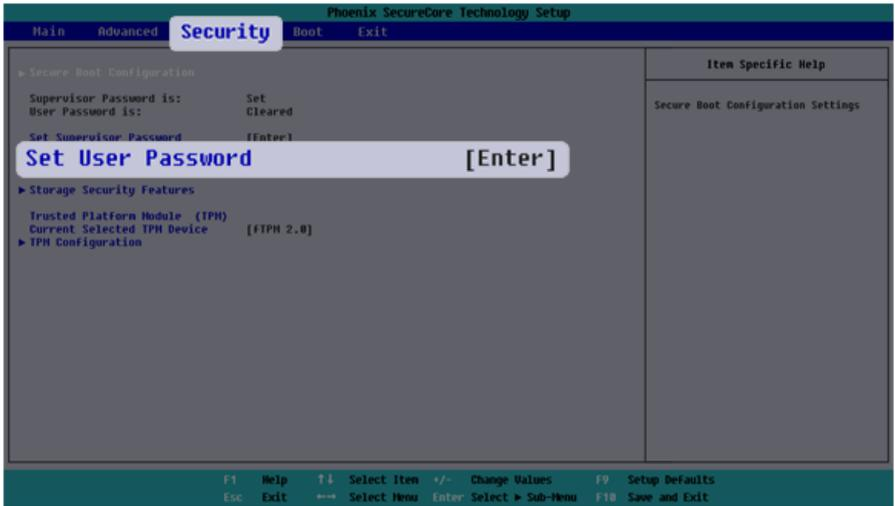 Phoenix SecureCore Technology Setup
Main Advanced Security Boot Exit
▶ Secure Boot Configuration
Supervisor Password is: Set
User Password is: Cleared
Set Supervisor Password [Enter]
Set User Password [Enter]
▶ Storage Security Features
Trusted Platform Module (TPM)
Current Selected TPM Device [fTPM 2.0]
▶ TPM Configuration
Item Specific Help
Secure Boot Configuration Settings
F1 Help ↑↓ Select Item +/- Change Values F9 Setup Defaults
Esc Exit ←→ Select Menu Enter Select ▶ Sub-Menu F10 Save and Exit